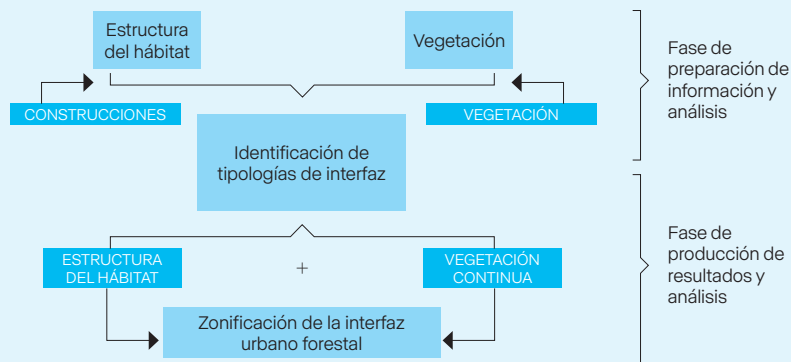 Estructura
del hábitat
Vegetación
Fase de
preparación de
información y
análisis
CONSTRUCCIONES
VEGETACIÓN
Identificación de
tipologías de interfaz
ESTRUCTURA
DEL HÁBITAT
+
VEGETACIÓN
CONTINUA
Fase de
producción de
resultados y
análisis
Zonificación de la interfaz
urbano forestal